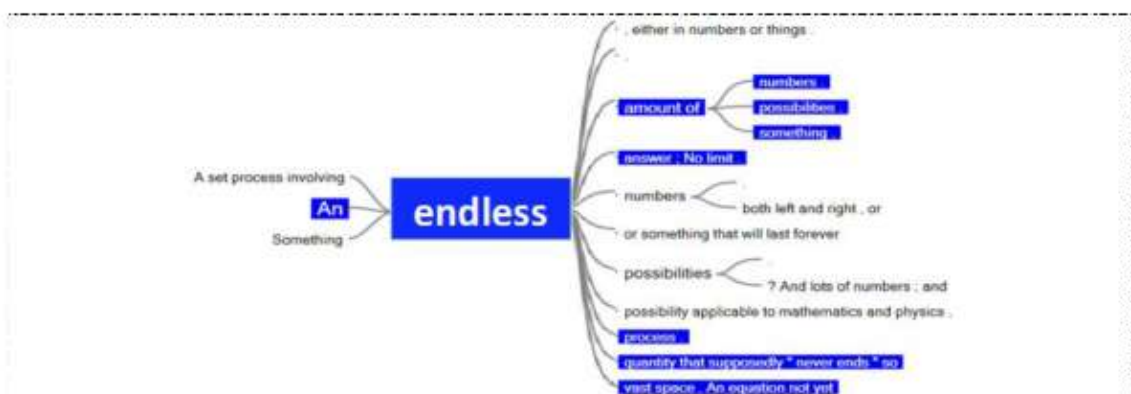 A set process involving
An
Something
endless
, either in numbers or things .
.
amount of
numbers .
possibilities .
something .
answer ; No limit .
numbers
.
both left and right , or
or something that will last forever
possibilities
.
? And lots of numbers ; and
possibility applicable to mathematics and physics .
process .
quantity that supposedly " never ends " so
vast space . An equation not yet